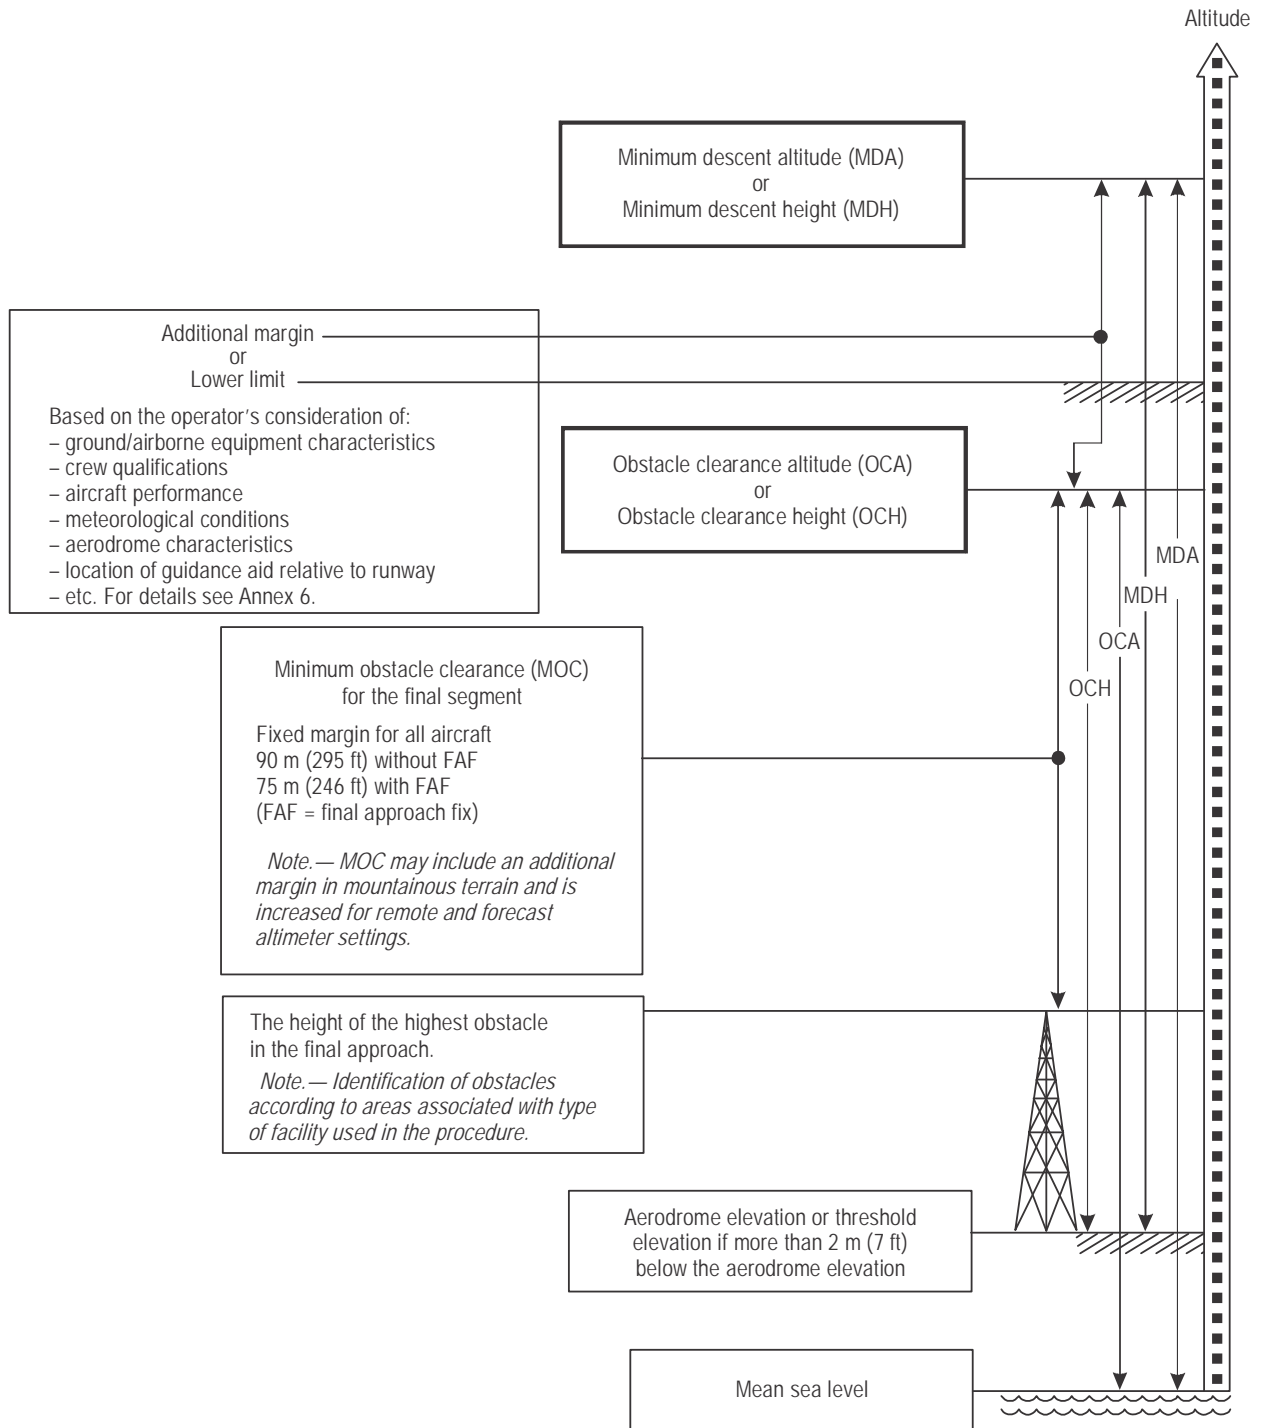 Altitude
Minimum descent altitude (MDA)
or
Minimum descent height (MDH)
Additional margin
or
Lower limit
Based on the operator's consideration of:
– ground/airborne equipment characteristics
– crew qualifications
– aircraft performance
– meteorological conditions
– aerodrome characteristics
– location of guidance aid relative to runway
– etc. For details see Annex 6.
Obstacle clearance altitude (OCA)
or
Obstacle clearance height (OCH)
MDA
MDH
OCA
OCH
Minimum obstacle clearance (MOC)
for the final segment
Fixed margin for all aircraft
90 m (295 ft) without FAF
75 m (246 ft) with FAF
(FAF = final approach fix)
Note.— MOC may include an additional
margin in mountainous terrain and is
increased for remote and forecast
altimeter settings.
The height of the highest obstacle
in the final approach.
Note.— Identification of obstacles
according to areas associated with type
of facility used in the procedure.
Aerodrome elevation or threshold
elevation if more than 2 m (7 ft)
below the aerodrome elevation
Mean sea level